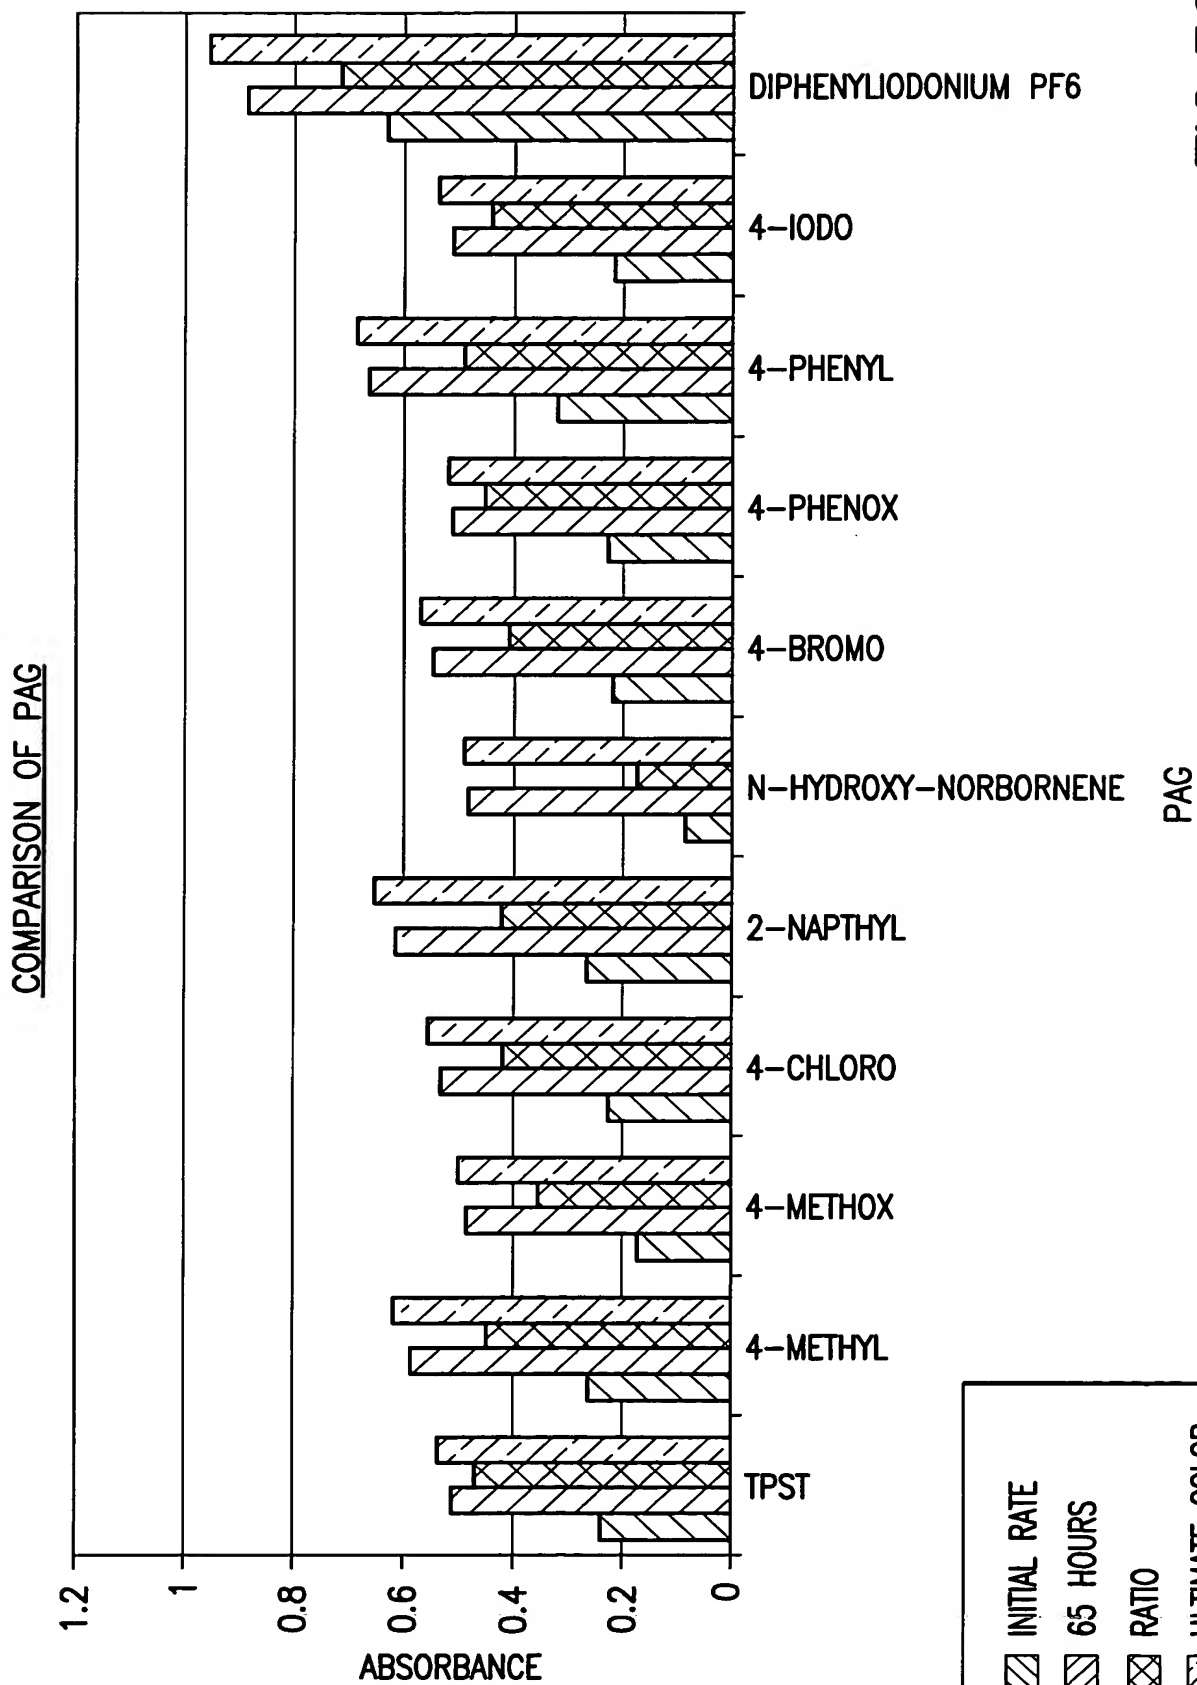 COMPARISON OF PAG
ABSORBANCE
1.2
1
0.8
0.6
0.4
0.2
0
TPST
4-METHYL
4-METHOX
4-CHLORO
2-NAPTHYL
N-HYDROXY-NORBORNENE
4-BROMO
4-PHENOX
4-PHENYL
4-IODO
DIPHENYLIODONIUM PF6
PAG
INITIAL RATE
65 HOURS
RATIO
ULTIMATE COLOR